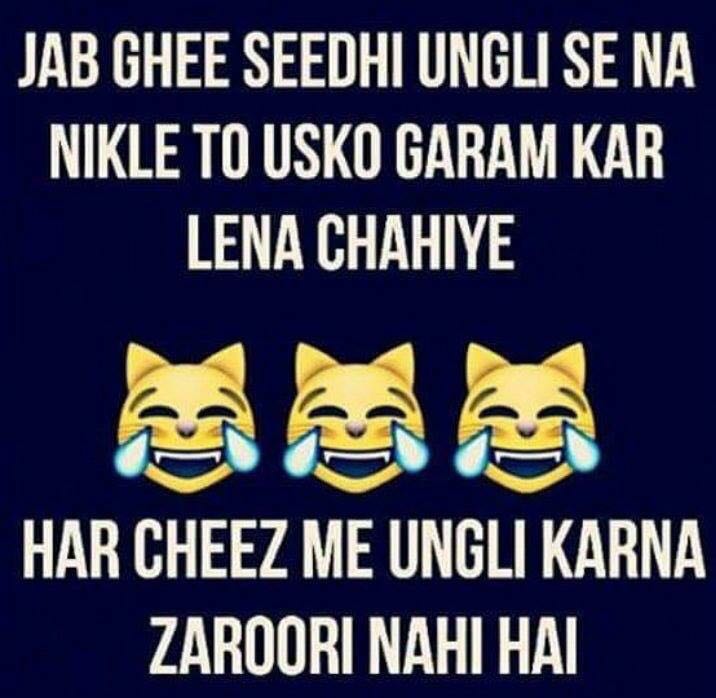 JAB GHEE SEEDHI UNGLI SE NA
NIKLE TO USKO GARAM KAR
LENA CHAHIYE
HAR CHEEZ ME UNGLI KARNA
ZAROORI NAHI HAI